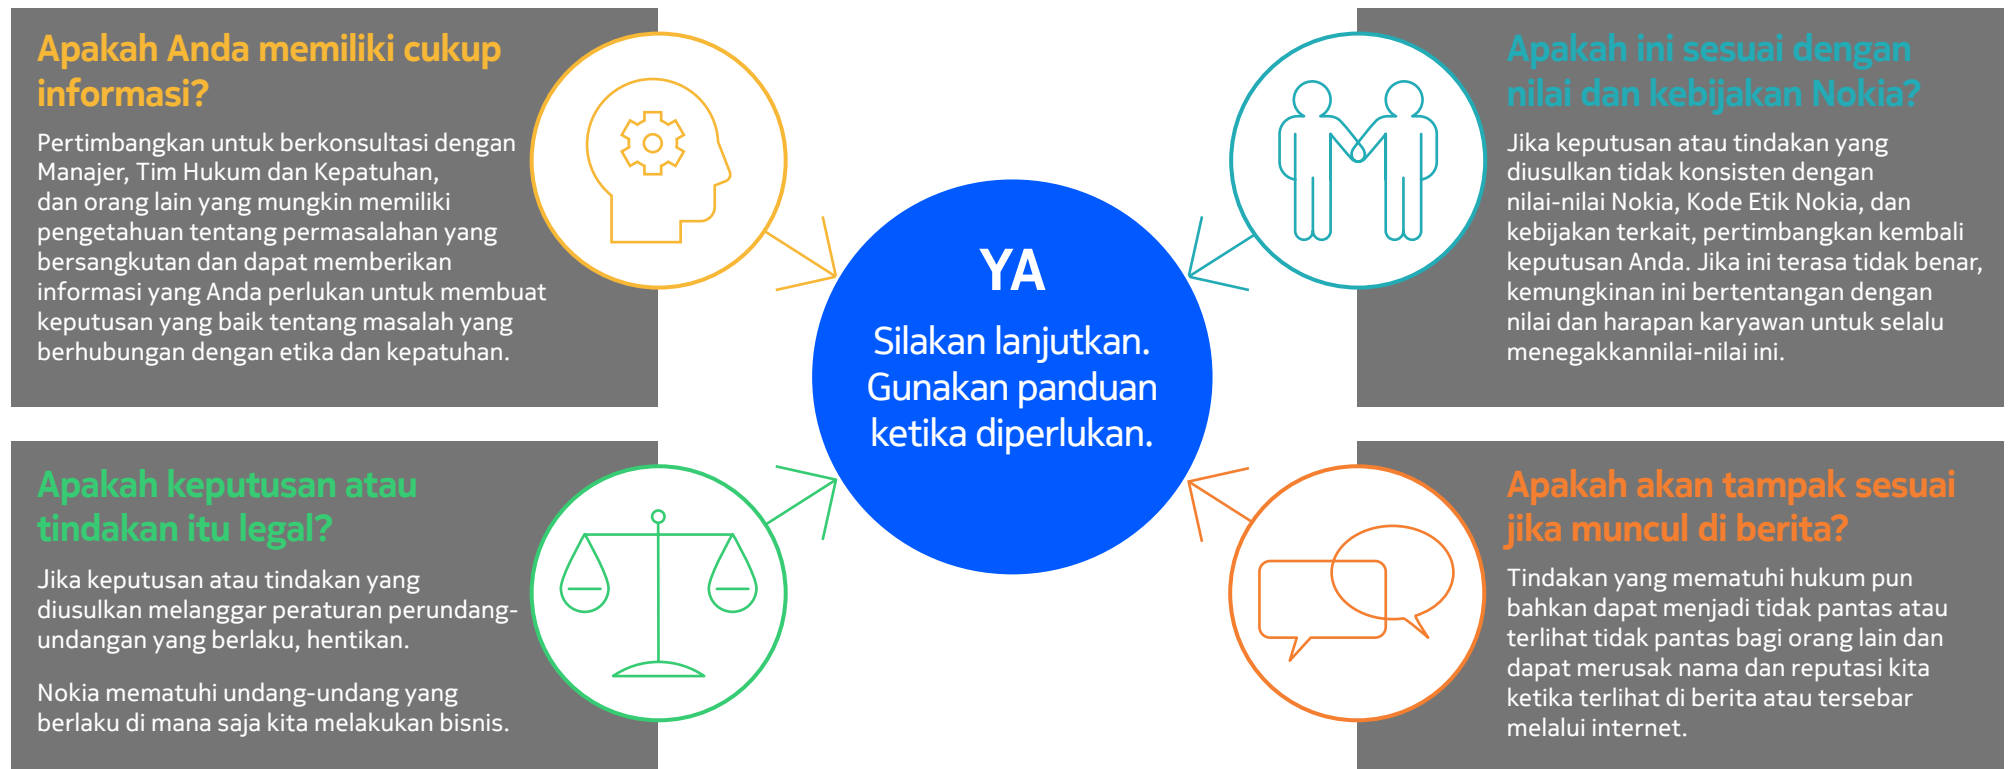 Apakah Anda memiliki cukup
informasi?
Pertimbangkan untuk berkonsultasi dengan
Manajer, Tim Hukum dan Kepatuhan,
dan orang lain yang mungkin memiliki
pengetahuan tentang permasalahan yang
bersangkutan dan dapat memberikan
informasi yang Anda perlukan untuk membuat
keputusan yang baik tentang masalah yang
berhubungan dengan etika dan kepatuhan.
Apakah ini sesuai dengan
nilai dan kebijakan Nokia?
Jika keputusan atau tindakan yang
diusulkan tidak konsisten dengan
nilai-nilai Nokia, Kode Etik Nokia, dan
kebijakan terkait, pertimbangkan kembali
keputusan Anda. Jika ini terasa tidak benar,
kemungkinan ini bertentangan dengan
nilai dan harapan karyawan untuk selalu
menegakkannilai-nilai ini.
YA
Silakan lanjutkan.
Gunakan panduan
ketika diperlukan.
Apakah keputusan atau
tindakan itu legal?
Jika keputusan atau tindakan yang
diusulkan melanggar peraturan perundang-
undangan yang berlaku, hentikan.
Nokia mematuhi undang-undang yang
berlaku di mana saja kita melakukan bisnis.
Apakah akan tampak sesuai
jika muncul di berita?
Tindakan yang mematuhi hukum pun
bahkan dapat menjadi tidak pantas atau
terlihat tidak pantas bagi orang lain dan
dapat merusak nama dan reputasi kita
ketika terlihat di berita atau tersebar
melalui internet.